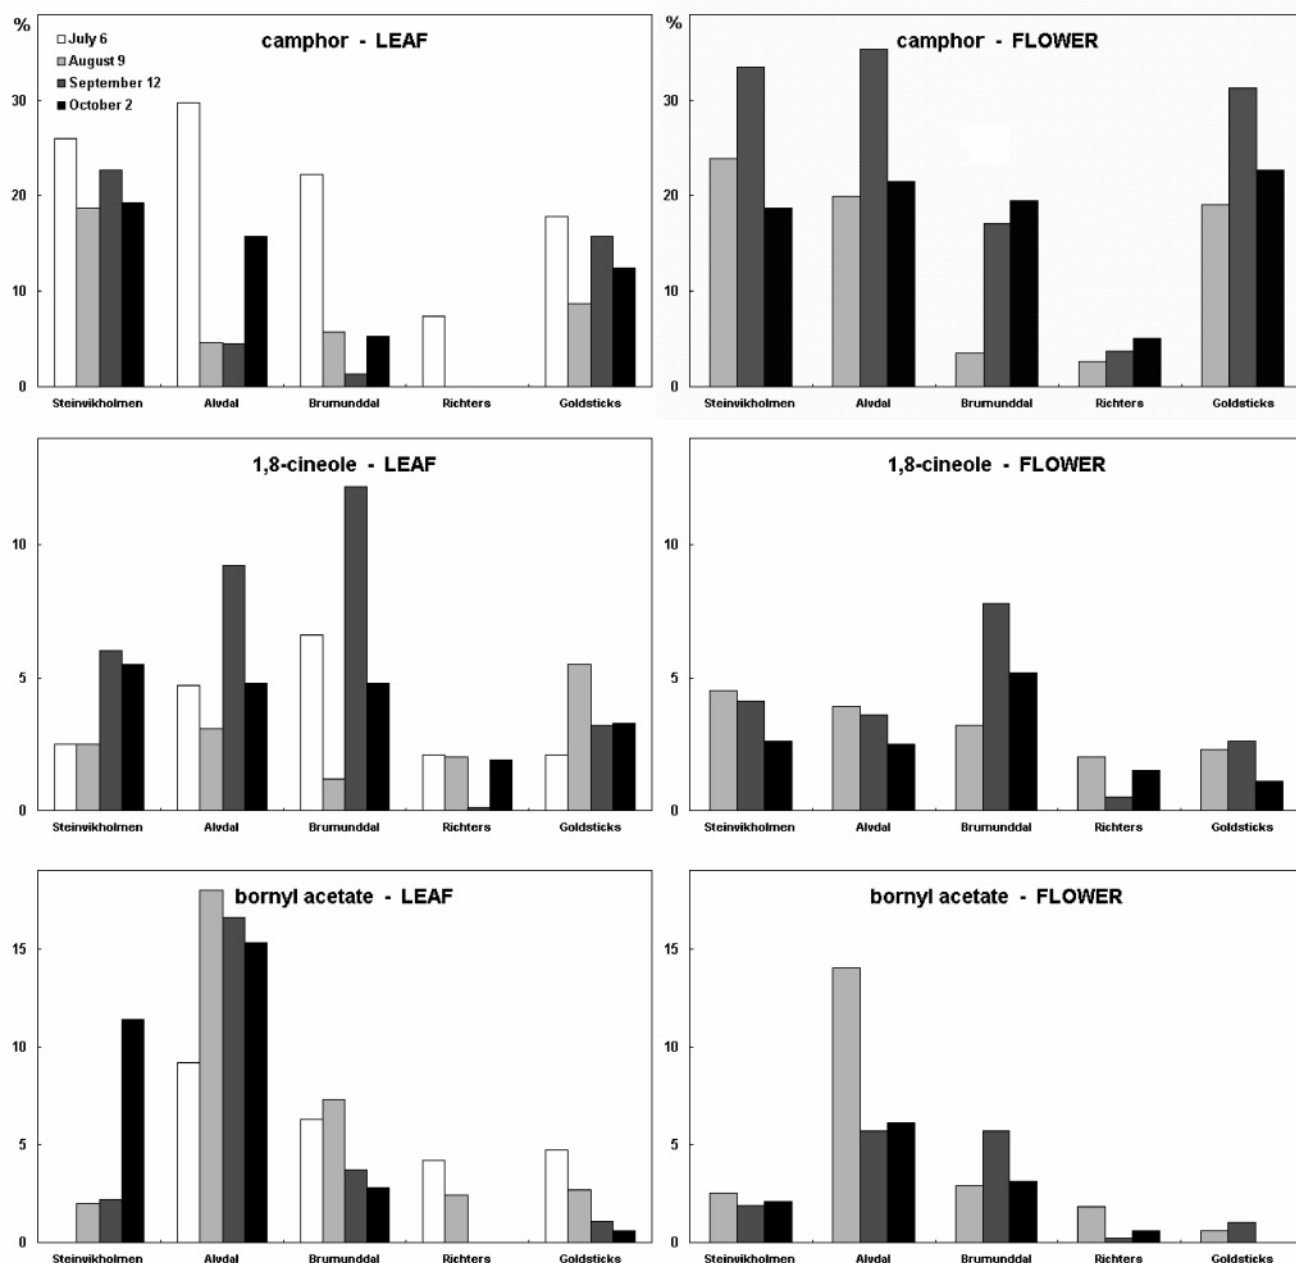 %
camphor - LEAF
July 6
August 9
September 12
October 2
30
20
10
0
Steinvikholmen Alvdal Brumunddal Richters Goldsticks
%
camphor - FLOWER
30
20
10
0
Steinvikholmen Alvdal Brumunddal Richters Goldsticks
1,8-cineole - LEAF
10
5
0
Steinvikholmen Alvdal Brumunddal Richters Goldsticks
1,8-cineole - FLOWER
10
5
0
Steinvikholmen Alvdal Brumunddal Richters Goldsticks
bornyl acetate - LEAF
15
10
5
0
Steinvikholmen Alvdal Brumunddal Richters Goldsticks
bornyl acetate - FLOWER
15
10
5
0
Steinvikholmen Alvdal Brumunddal Richters Goldsticks